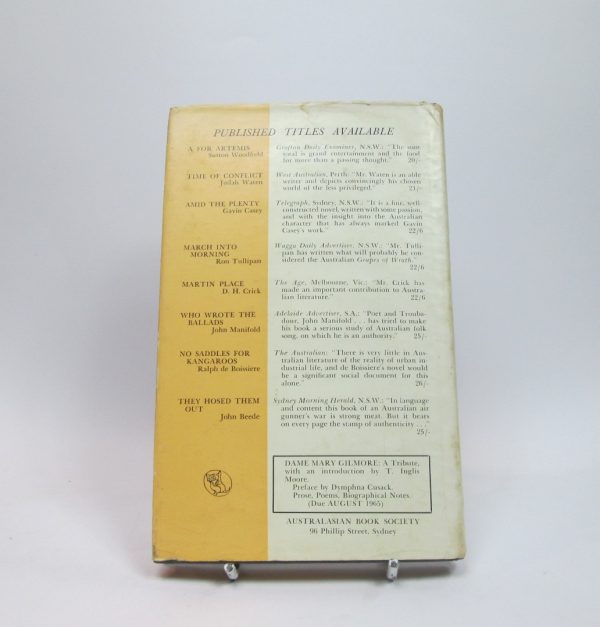 PUBLISHED TITLES AVAILABLE
A FOR ARTEMIS
Sutton Woodfield
Grafton Daily Examiner, N.S.W.: "The sum
total is grand entertainment and the food
for more than a passing thought." 20/-
TIME OF CONFLICT
Judah Waten
West Australian, Perth: "Mr. Waten is an able
writer and depicts convincingly his chosen
world of the less privileged."
AMID THE PLENTY
Gavin Casey
Telegraph, Sydney, N.S.W.: "It is a fine, well-
constructed novel, written with some passion,
and with the insight into the Australian
character that has always marked Gavin
Casey's work." 22/6
MARCH INTO
MORNING
Ron Tullipan
Wagga Daily Advertiser, N.S.W.: "Mr. Tulli-
pan has written what will probably be con-
sidered the Australian Grapes of Wrath."
22/6
MARTIN PLACE
D. H. Crick
The Age, Melbourne, Vic.: "Mr. Crick has
made an important contribution to Austra-
lian literature." 22/6
WHO WROTE THE
BALLADS
John Manifold
Adelaide Advertiser, S.A.: "Poet and Trouba-
dour, John Manifold . . . has tried to make
his book a serious study of Australian folk
song, on which he is an authority." 25/-
NO SADDLES FOR
KANGAROOS
Ralph de Boissiere
The Australian: "There is very little in Aus-
tralian literature of the reality of urban in-
dustrial life, and de Boissiere's novel would
be a significant social document for this
alone." 26/-
THEY HOSED THEM
OUT
John Beede
Sydney Morning Herald, N.S.W.: "In language
and content this book of an Australian air
gunner's war is strong meat. But it bears
on every page the stamp of authenticity . . ."
25/-
DAME MARY GILMORE: A Tribute,
with an introduction by T. Inglis
Moore.
Preface by Dymphna Cusack.
Prose, Poems, Biographical Notes.
(Due AUGUST 1965)
AUSTRALASIAN BOOK SOCIETY
96 Phillip Street, Sydney